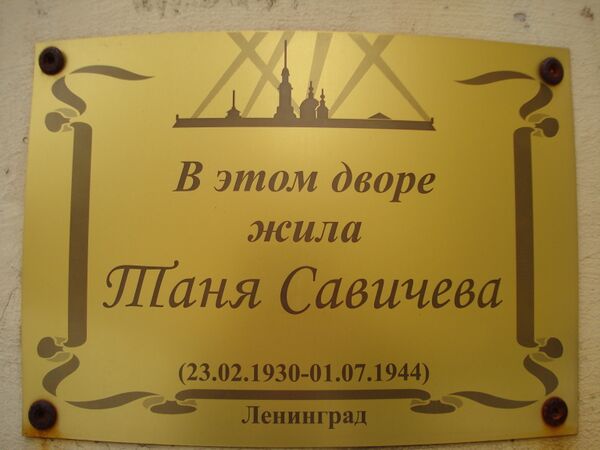 В этом дворе
жила
Таня Савичева
(23.02.1930-01.07.1944)
Ленинград